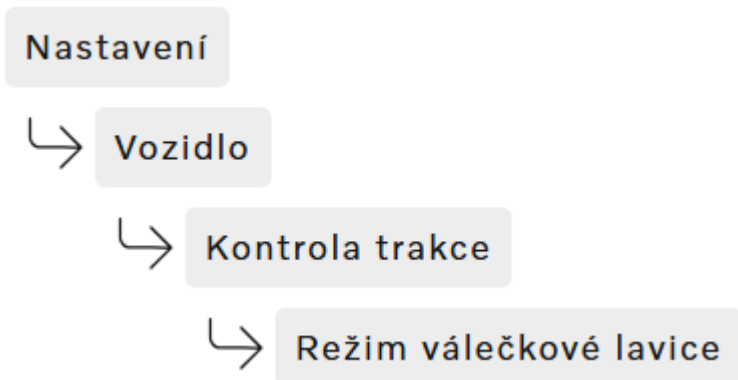 Nastavení
Vozidlo
Kontrola trakce
Režim válečkové lavice